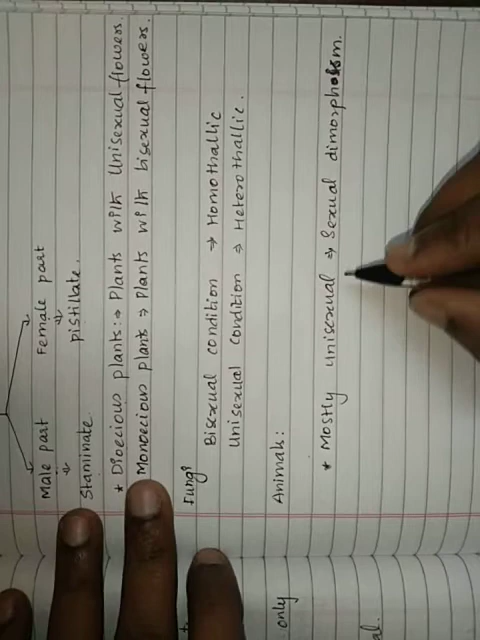 Male part Female part
Staminate pistillate.
* Dioecious plants :⇒ Plants with Unisexual flowers.
Monoecious plants ⇒ Plants with bisexual flowers.
Fungi
Bisexual condition → Homothallic
Unisexual condition ⇒ Heterothallic.
Animals:
* Mostly unisexual ⇒ Sexual dimorphism.
only
al.